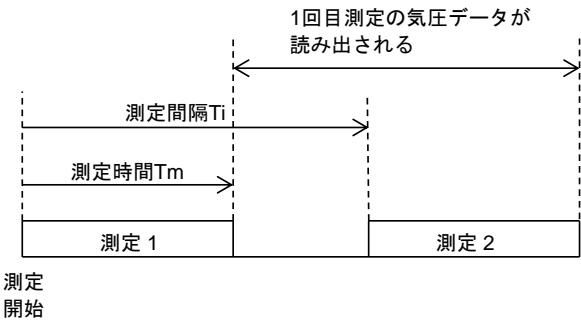 1回目測定の気圧データが
読み出される
測定間隔Ti
測定時間Tm
測定 1
測定 2
測定
開始